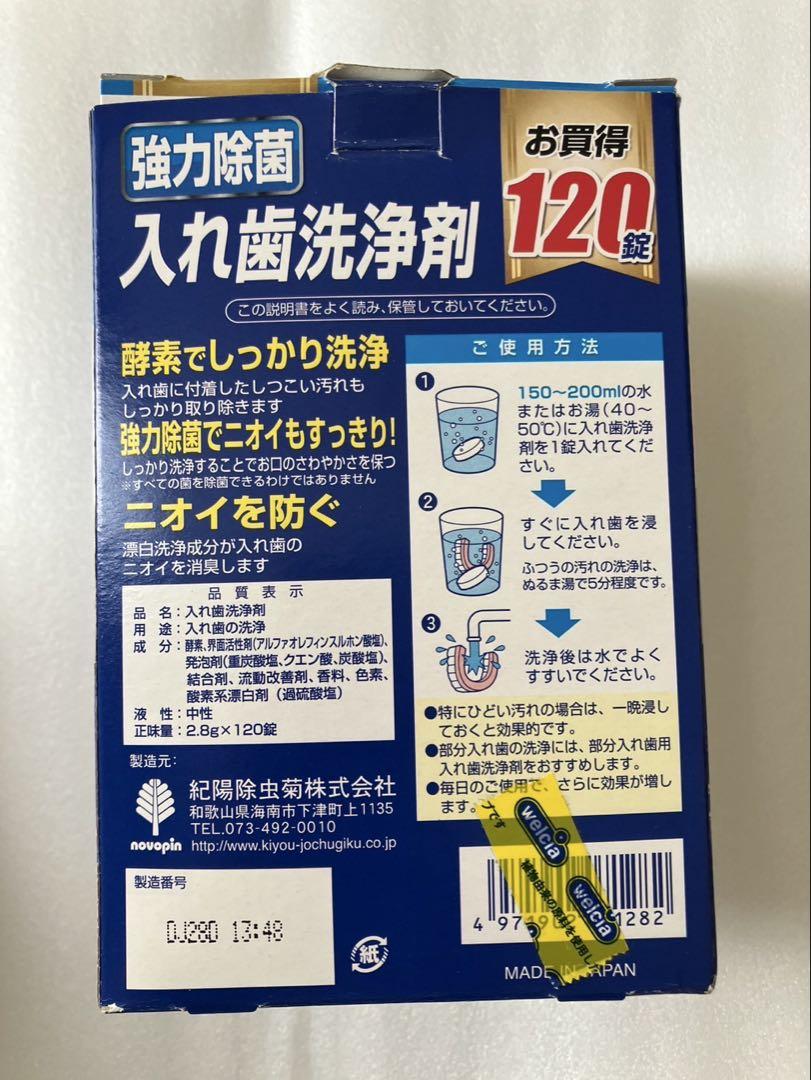 強力除菌
入れ歯洗浄剤
お買得
120錠
この説明書をよく読み、保管しておいてください。
酵素でしっかり洗浄
入れ歯に付着したしつこい汚れも
しっかり取り除きます
強力除菌でニオイもすっきり!
しっかり洗浄することでお口のさわやかさを保つ
※すべての菌を除菌できるわけではありません
ニオイを防ぐ
漂白洗浄成分が入れ歯の
ニオイを消臭します
品質表示
品 名:入れ歯洗浄剤
用 途:入れ歯の洗浄
成 分:酵素、界面活性剤(アルファオレフィンスルホン酸塩)、
発泡剤(重炭酸塩、クエン酸、炭酸塩)、
結合剤、流動改善剤、香料、色素、
酸素系漂白剤(過硫酸塩)
液 性:中性
正味量:2.8g×120錠
製造元:
紀陽除虫菊株式会社
和歌山県海南市下津町上1135
TEL.073-492-0010
novopin http://www.kiyou-jochugiku.co.jp
製造番号
DJ28D 13:48
紙
ご使用方法
1
150〜200mlの水
またはお湯(40〜
50℃)に入れ歯洗浄
剤を1錠入れてくだ
さい。
2
すぐに入れ歯を浸
してください。
ふつうの汚れの洗浄は、
ぬるま湯で5分程度です。
3
洗浄後は水でよく
すすいでください。
●特にひどい汚れの場合は、一晩浸し
ておくと効果的です。
●部分入れ歯の洗浄には、部分入れ歯用
入れ歯洗浄剤をおすすめします。
●毎日のご使用で、さらに効果が増し
ます。
プです
welcia
植物由来の原料を使用し
welcia
4 971902 1282
MADE IN JAPAN